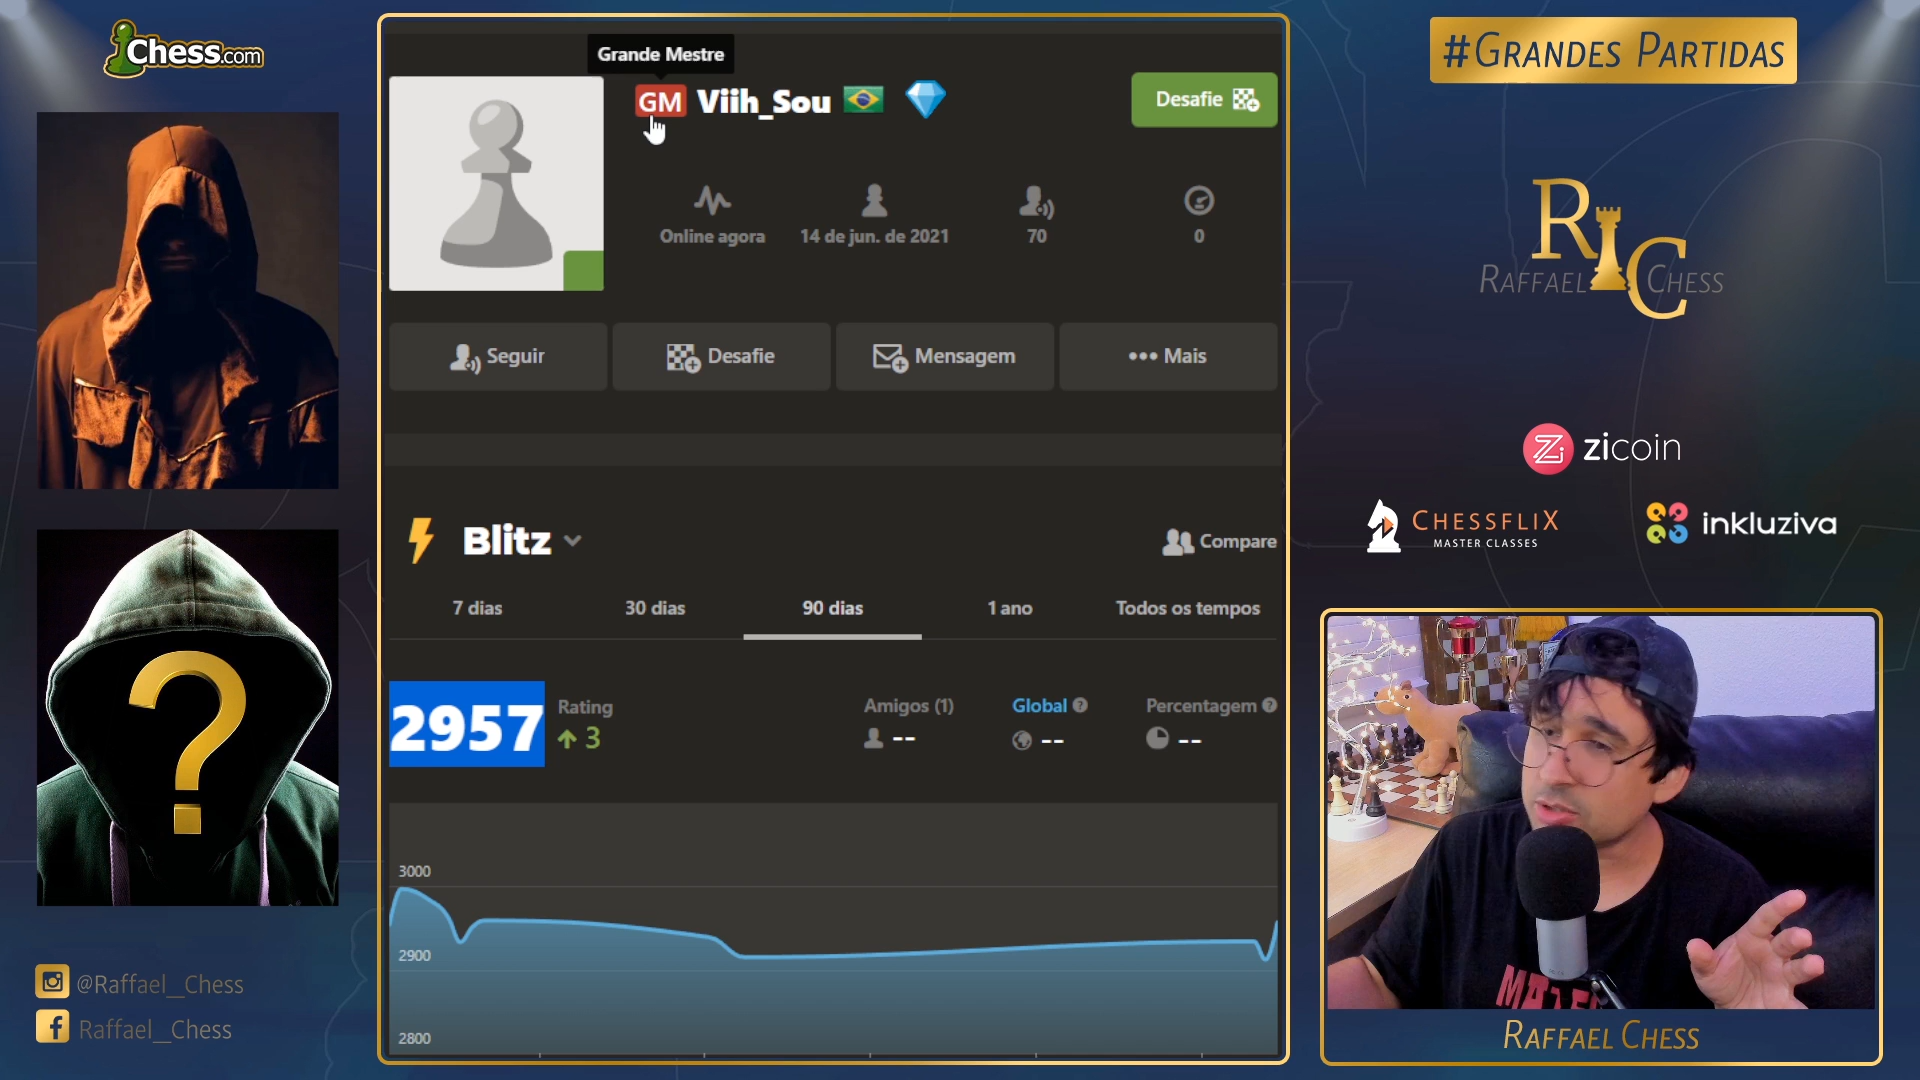 Chess.com
@Raffael__Chess
Raffael__Chess
Grande Mestre
GM Viih_Sou
Desafie
Online agora
14 de jun. de 2021
70
0
Seguir
Desafie
Mensagem
Mais
Blitz
Compare
7 dias
30 dias
90 dias
1 ano
Todos os tempos
2957
Rating
3
Amigos (1)
--
Global
--
Percentagem
--
3000
2900
2800
#GRANDES PARTIDAS
R C
RAFFAEL CHESS
zicoin
CHESSFLIX
MASTER CLASSES
inkluziva
RAFFAEL CHESS